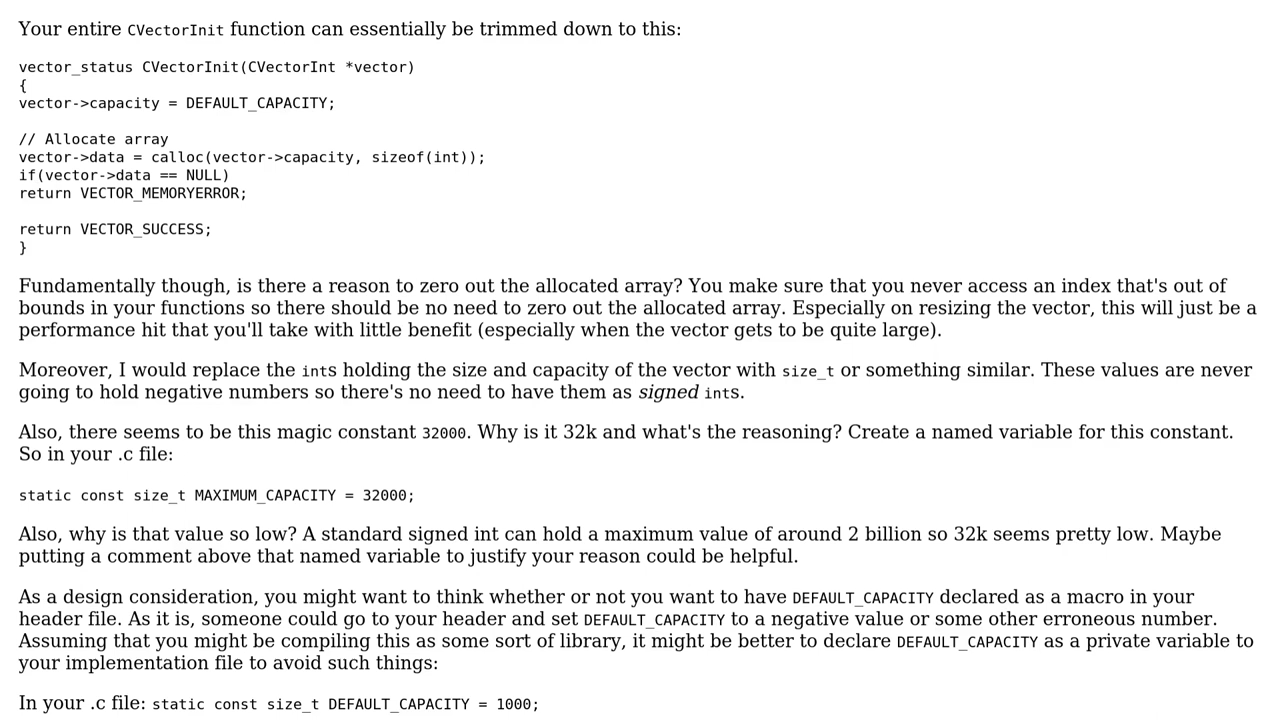 Your entire CVectorInit function can essentially be trimmed down to this:
vector_status CVectorInit(CVectorInt *vector)
{
vector->capacity = DEFAULT_CAPACITY;
// Allocate array
vector->data = calloc(vector->capacity, sizeof(int));
if(vector->data == NULL)
return VECTOR_MEMORYERROR;
return VECTOR_SUCCESS;
}
Fundamentally though, is there a reason to zero out the allocated array? You make sure that you never access an index that's out of
bounds in your functions so there should be no need to zero out the allocated array. Especially on resizing the vector, this will just be a
performance hit that you'll take with little benefit (especially when the vector gets to be quite large).
Moreover, I would replace the ints holding the size and capacity of the vector with size_t or something similar. These values are never
going to hold negative numbers so there's no need to have them as signed ints.
Also, there seems to be this magic constant 32000. Why is it 32k and what's the reasoning? Create a named variable for this constant.
So in your .c file:
static const size_t MAXIMUM_CAPACITY = 32000;
Also, why is that value so low? A standard signed int can hold a maximum value of around 2 billion so 32k seems pretty low. Maybe
putting a comment above that named variable to justify your reason could be helpful.
As a design consideration, you might want to think whether or not you want to have DEFAULT_CAPACITY declared as a macro in your
header file. As it is, someone could go to your header and set DEFAULT_CAPACITY to a negative value or some other erroneous number.
Assuming that you might be compiling this as some sort of library, it might be better to declare DEFAULT_CAPACITY as a private variable to
your implementation file to avoid such things:
In your .c file: static const size_t DEFAULT_CAPACITY = 1000;